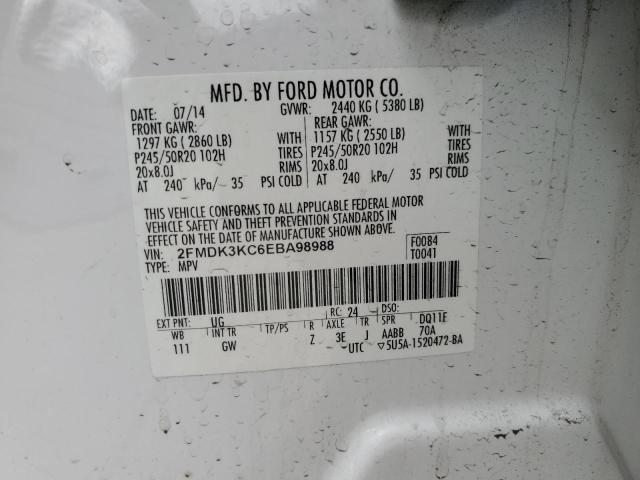 MFD. BY FORD MOTOR CO.
DATE: 07/14 GVWR: 2440 KG ( 5380 LB)
FRONT GAWR: REAR GAWR:
1297 KG ( 2860 LB) WITH 1157 KG ( 2550 LB) WITH
P245/50R20 102H TIRES P245/50R20 102H TIRES
20x8.0J RIMS 20x8.0J RIMS
AT 240 kPa/ 35 PSI COLD AT 240 kPa/ 35 PSI COLD
THIS VEHICLE CONFORMS TO ALL APPLICABLE FEDERAL MOTOR
VEHICLE SAFETY AND THEFT PREVENTION STANDARDS IN
EFFECT ON THE DATE OF MANUFACTURE SHOWN ABOVE.
VIN: 2FMDK3KC6EBA98988 F0084
TYPE: MPV T0041
EXT PNT: UG RC: 24 DSO:
WB INT TR TP/PS R AXLE TR SPR DQ11E
111 GW Z 3E J AABB 70A
UTC ▽5U5A-1520472-BA